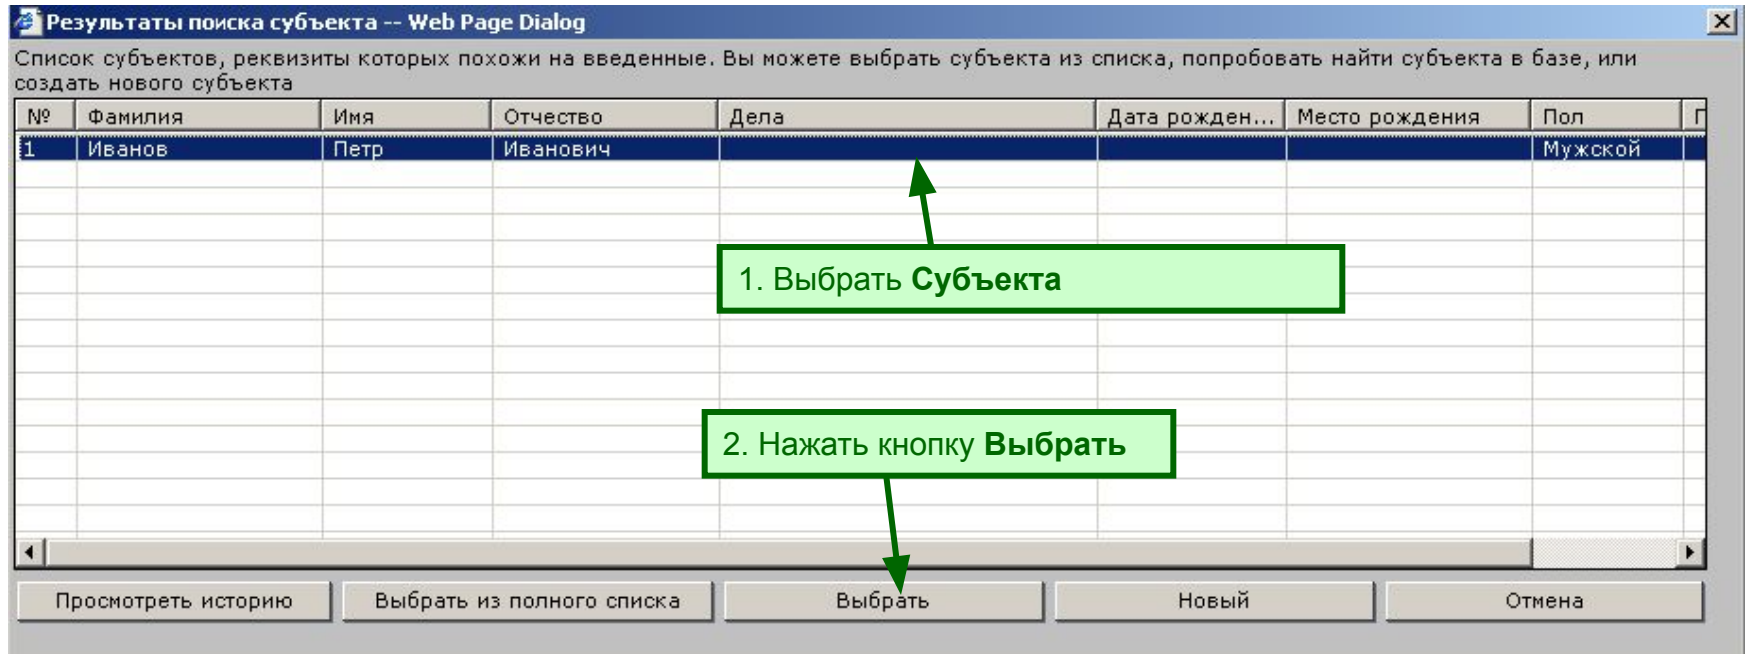 Результаты поиска субъекта -- Web Page Dialog
Список субъектов, реквизиты которых похожи на введенные. Вы можете выбрать субъекта из списка, попробовать найти субъекта в базе, или
создать нового субъекта
№ Фамилия Имя Отчество Дела Дата рожден... Место рождения Пол
1 Иванов Петр Иванович Мужской
1. Выбрать Субъекта
2. Нажать кнопку Выбрать
Просмотреть историю Выбрать из полного списка Выбрать Новый Отмена